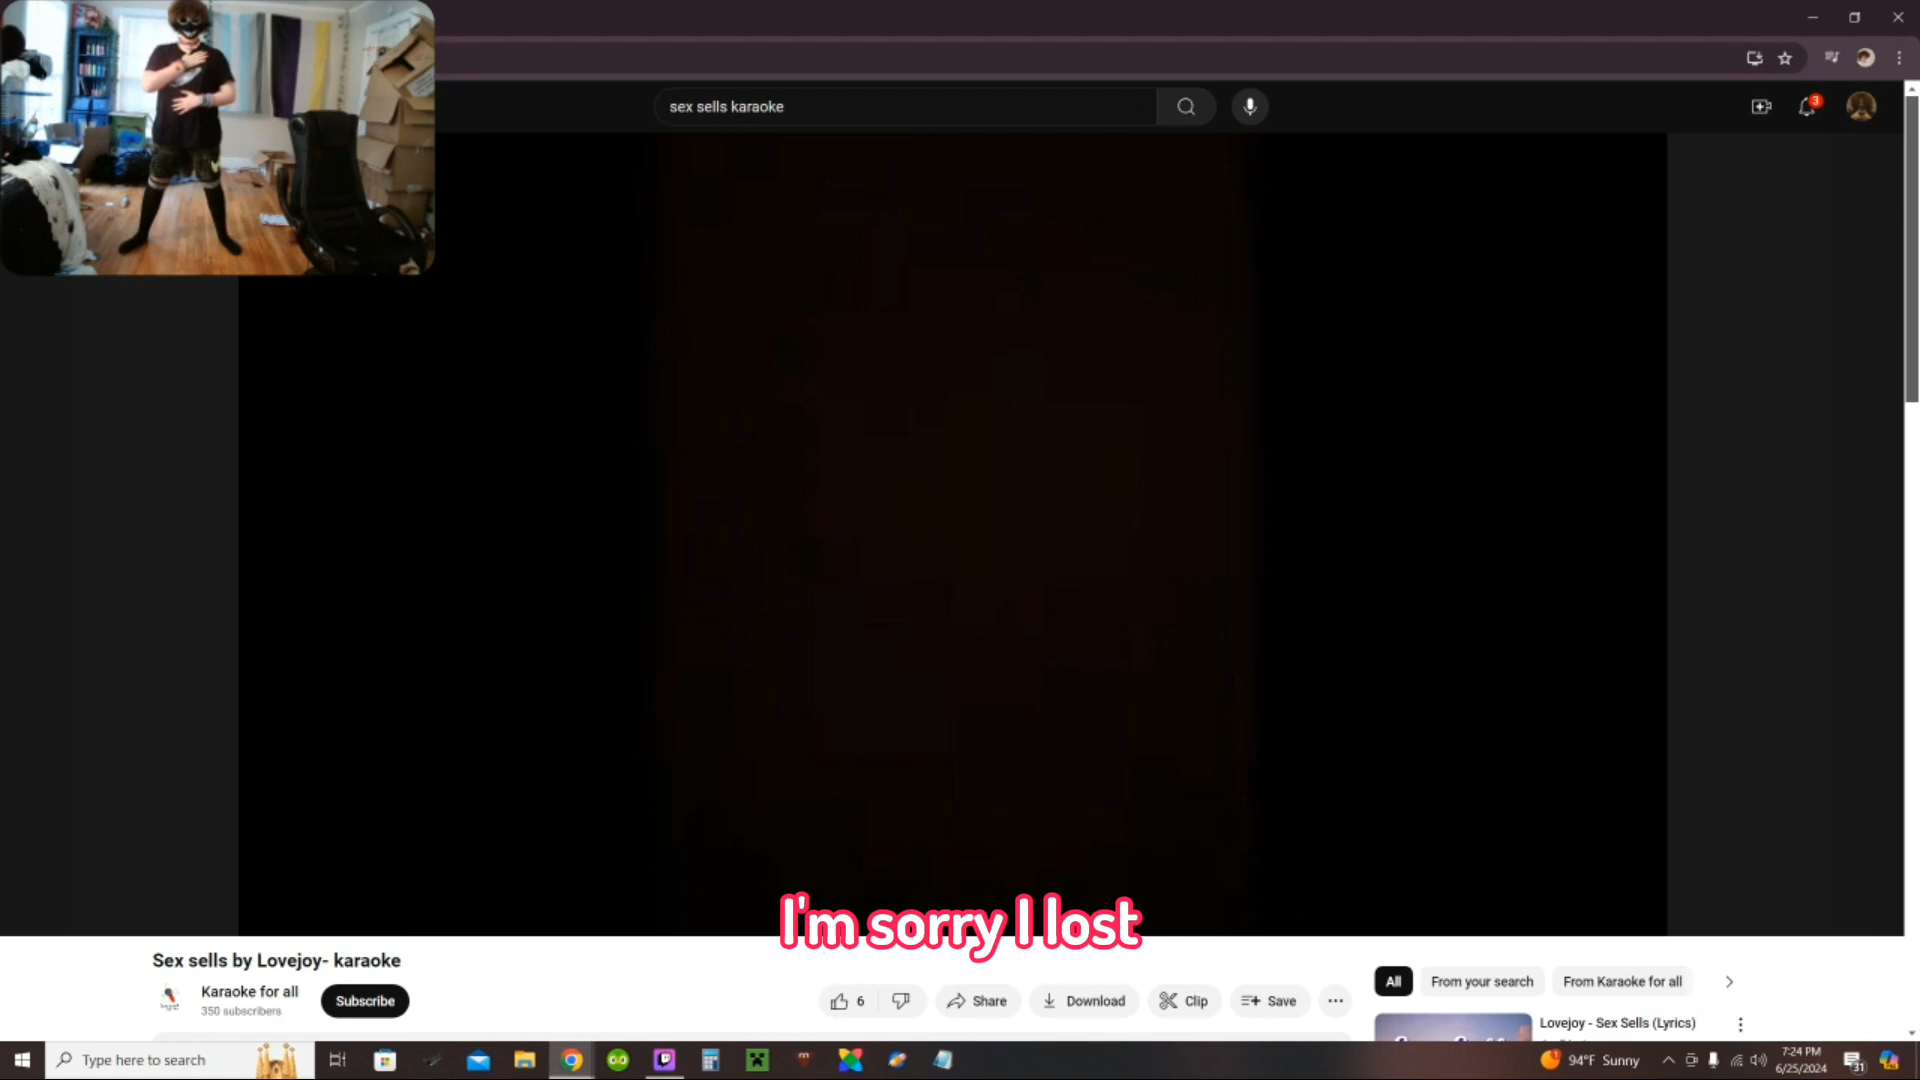 sex sells karaoke
3
I'm sorry I lost
Sex sells by Lovejoy- karaoke
Karaoke for all
350 subscribers
Subscribe
6
Share
Download
Clip
Save
All
From your search
From Karaoke for all
Lovejoy - Sex Sells (Lyrics)
Type here to search
94°F Sunny
7:24 PM
6/25/2024
31